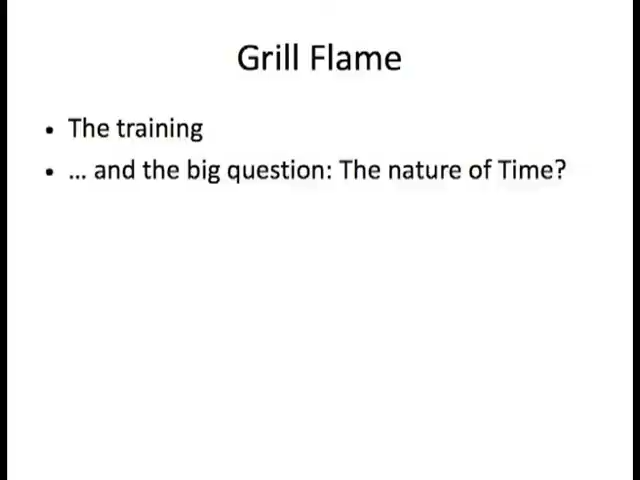 Grill Flame
• The training
• … and the big question: The nature of Time?